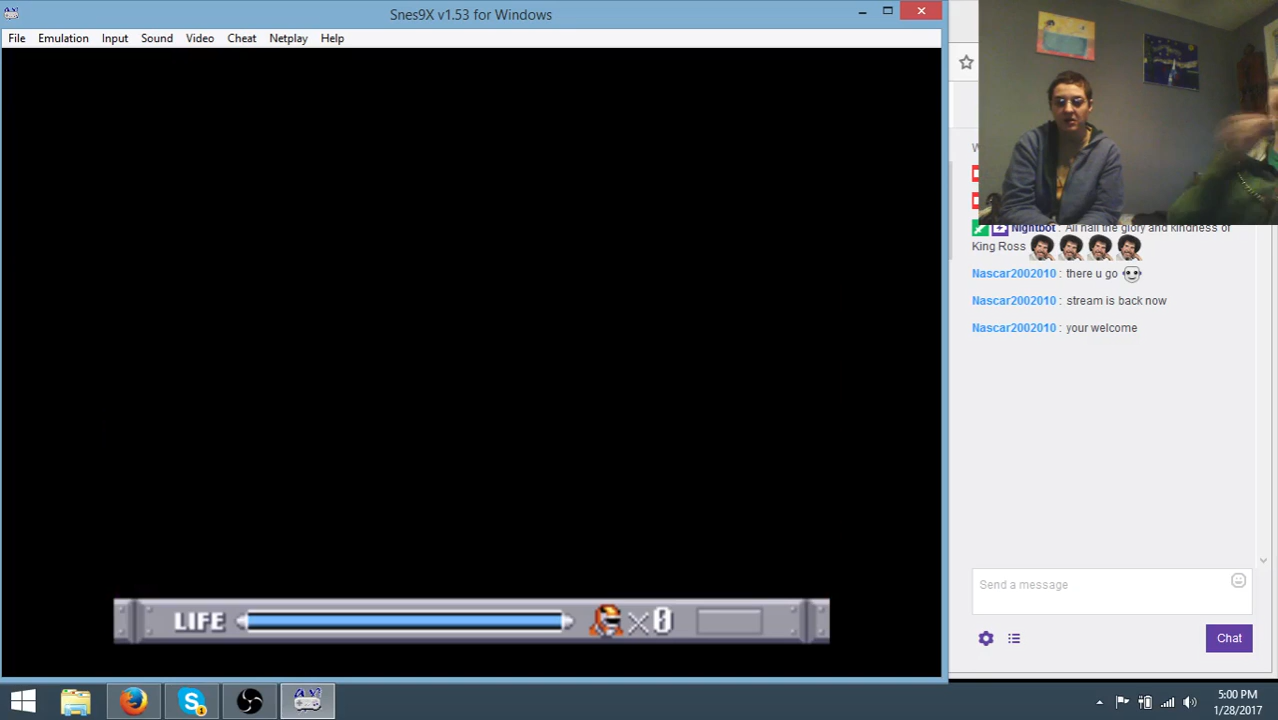 Snes9X v1.53 for Windows
File Emulation Input Sound Video Cheat Netplay Help
Nightbot : All hail the glory and kindness of
King Ross
Nascar2002010 : there u go
Nascar2002010 : stream is back now
Nascar2002010 : your welcome
Send a message
Chat
LIFE x0
5:00 PM
1/28/2017